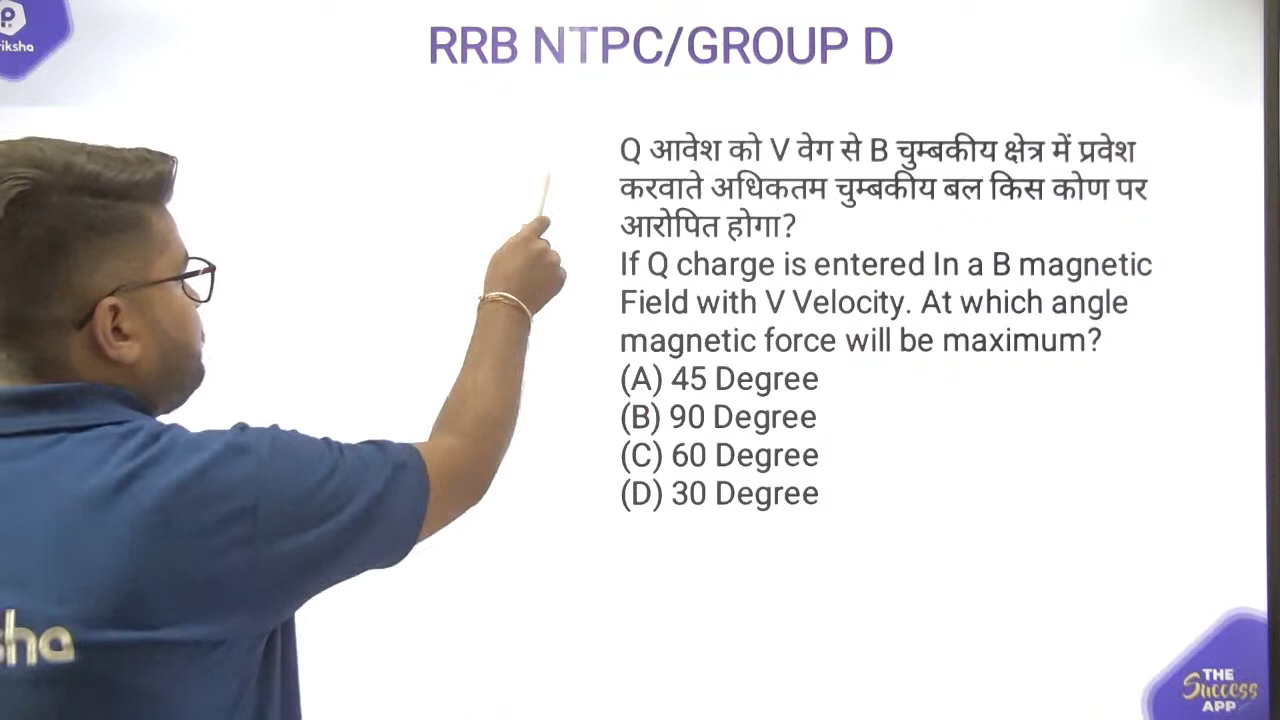 riksha
RRB NTPC/GROUP D
Q आवेश को V वेग से B चुम्बकीय क्षेत्र में प्रवेश
करवाते अधिकतम चुम्बकीय बल किस कोण पर
आरोपित होगा?
If Q charge is entered In a B magnetic
Field with V Velocity. At which angle
magnetic force will be maximum?
(A) 45 Degree
(B) 90 Degree
(C) 60 Degree
(D) 30 Degree
sha
THE
Success
APP